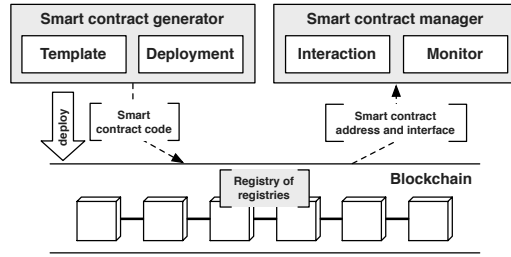 Smart contract generator
Template
Deployment
Smart contract manager
Interaction
Monitor
deploy
Smart
contract code
Smart contract
address and interface
Registry of
registries
Blockchain